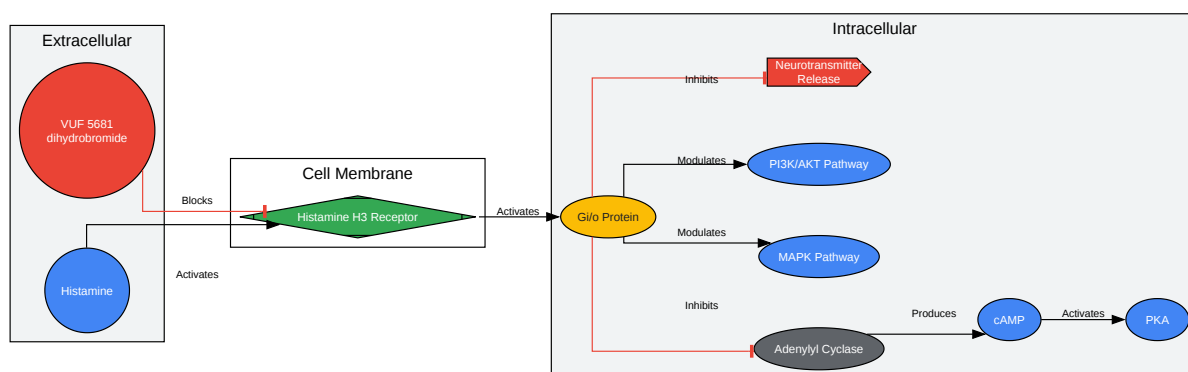 Extracellular
VUF 5681
dihydrobromide
Histamine
Blocks
Activates
Cell Membrane
Histamine H3 Receptor
Activates
Intracellular
Gi/o Protein
Inhibits
Neurotransmitter
Release
Modulates
PI3K/AKT Pathway
Modulates
MAPK Pathway
Inhibits
Adenylyl Cyclase
Produces
cAMP
Activates
PKA